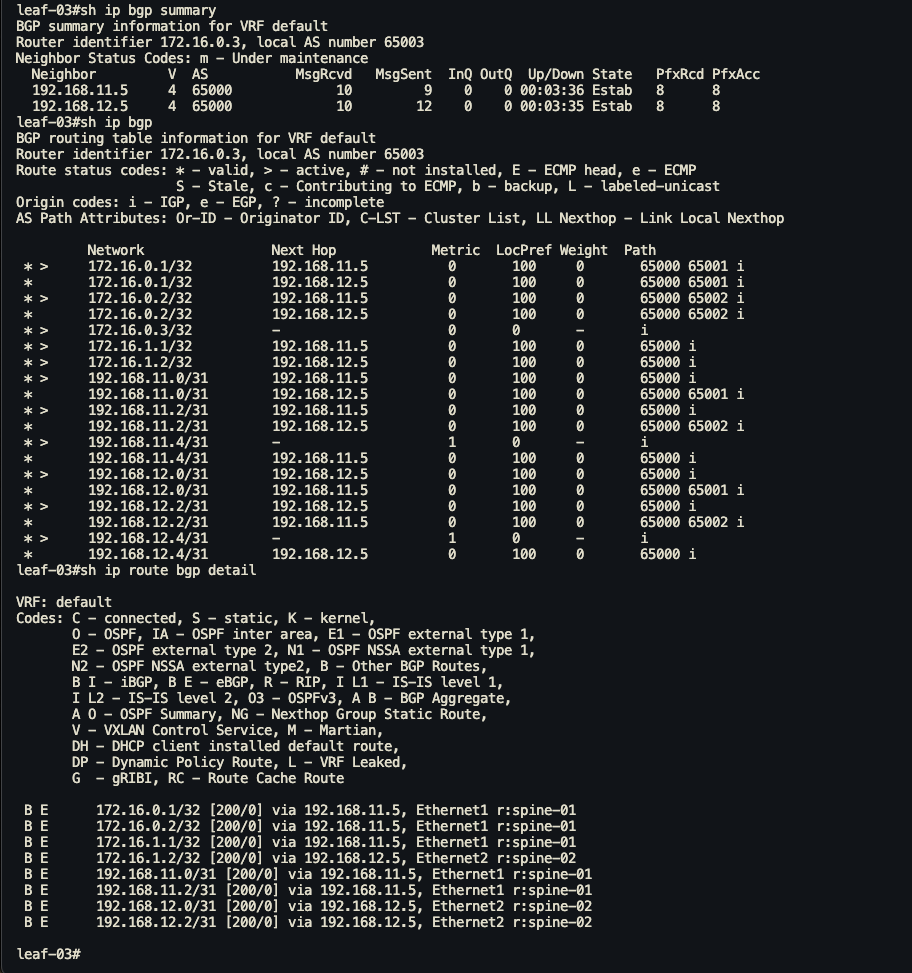 leaf-03#sh ip bgp summary
BGP summary information for VRF default
Router identifier 172.16.0.3, local AS number 65003
Neighbor Status Codes: m - Under maintenance
  Neighbor         V  AS           MsgRcvd   MsgSent  InQ OutQ  Up/Down State   PfxRcd PfxAcc
  192.168.11.5     4  65000             10         9    0    0 00:03:36 Estab   8      8
  192.168.12.5     4  65000             10        12    0    0 00:03:35 Estab   8      8
leaf-03#sh ip bgp
BGP routing table information for VRF default
Router identifier 172.16.0.3, local AS number 65003
Route status codes: * - valid, > - active, # - not installed, E - ECMP head, e - ECMP
                    S - Stale, c - Contributing to ECMP, b - backup, L - labeled-unicast
Origin codes: i - IGP, e - EGP, ? - incomplete
AS Path Attributes: Or-ID - Originator ID, C-LST - Cluster List, LL Nexthop - Link Local Nexthop

         Network                Next Hop            Metric  LocPref Weight  Path
 * >     172.16.0.1/32          192.168.11.5          0       100     0       65000 65001 i
 *       172.16.0.1/32          192.168.12.5          0       100     0       65000 65001 i
 * >     172.16.0.2/32          192.168.11.5          0       100     0       65000 65002 i
 *       172.16.0.2/32          192.168.12.5          0       100     0       65000 65002 i
 * >     172.16.0.3/32          -                     0       0       -       i
 * >     172.16.1.1/32          192.168.11.5          0       100     0       65000 i
 * >     172.16.1.2/32          192.168.12.5          0       100     0       65000 i
 * >     192.168.11.0/31        192.168.11.5          0       100     0       65000 i
 *       192.168.11.0/31        192.168.12.5          0       100     0       65000 65001 i
 * >     192.168.11.2/31        192.168.11.5          0       100     0       65000 i
 *       192.168.11.2/31        192.168.12.5          0       100     0       65000 65002 i
 * >     192.168.11.4/31        -                     1       0       -       i
 *       192.168.11.4/31        192.168.11.5          0       100     0       65000 i
 * >     192.168.12.0/31        192.168.12.5          0       100     0       65000 i
 *       192.168.12.0/31        192.168.11.5          0       100     0       65000 65001 i
 * >     192.168.12.2/31        192.168.12.5          0       100     0       65000 i
 *       192.168.12.2/31        192.168.11.5          0       100     0       65000 65002 i
 * >     192.168.12.4/31        -                     1       0       -       i
 *       192.168.12.4/31        192.168.12.5          0       100     0       65000 i
leaf-03#sh ip route bgp detail

VRF: default
Codes: C - connected, S - static, K - kernel,
       O - OSPF, IA - OSPF inter area, E1 - OSPF external type 1,
       E2 - OSPF external type 2, N1 - OSPF NSSA external type 1,
       N2 - OSPF NSSA external type2, B - Other BGP Routes,
       B I - iBGP, B E - eBGP, R - RIP, I L1 - IS-IS level 1,
       I L2 - IS-IS level 2, O3 - OSPFv3, A B - BGP Aggregate,
       A O - OSPF Summary, NG - Nexthop Group Static Route,
       V - VXLAN Control Service, M - Martian,
       DH - DHCP client installed default route,
       DP - Dynamic Policy Route, L - VRF Leaked,
       G  - gRIBI, RC - Route Cache Route

 B E      172.16.0.1/32 [200/0] via 192.168.11.5, Ethernet1 r:spine-01
 B E      172.16.0.2/32 [200/0] via 192.168.11.5, Ethernet1 r:spine-01
 B E      172.16.1.1/32 [200/0] via 192.168.11.5, Ethernet1 r:spine-01
 B E      172.16.1.2/32 [200/0] via 192.168.12.5, Ethernet2 r:spine-02
 B E      192.168.11.0/31 [200/0] via 192.168.11.5, Ethernet1 r:spine-01
 B E      192.168.11.2/31 [200/0] via 192.168.11.5, Ethernet1 r:spine-01
 B E      192.168.12.0/31 [200/0] via 192.168.12.5, Ethernet2 r:spine-02
 B E      192.168.12.2/31 [200/0] via 192.168.12.5, Ethernet2 r:spine-02

leaf-03#